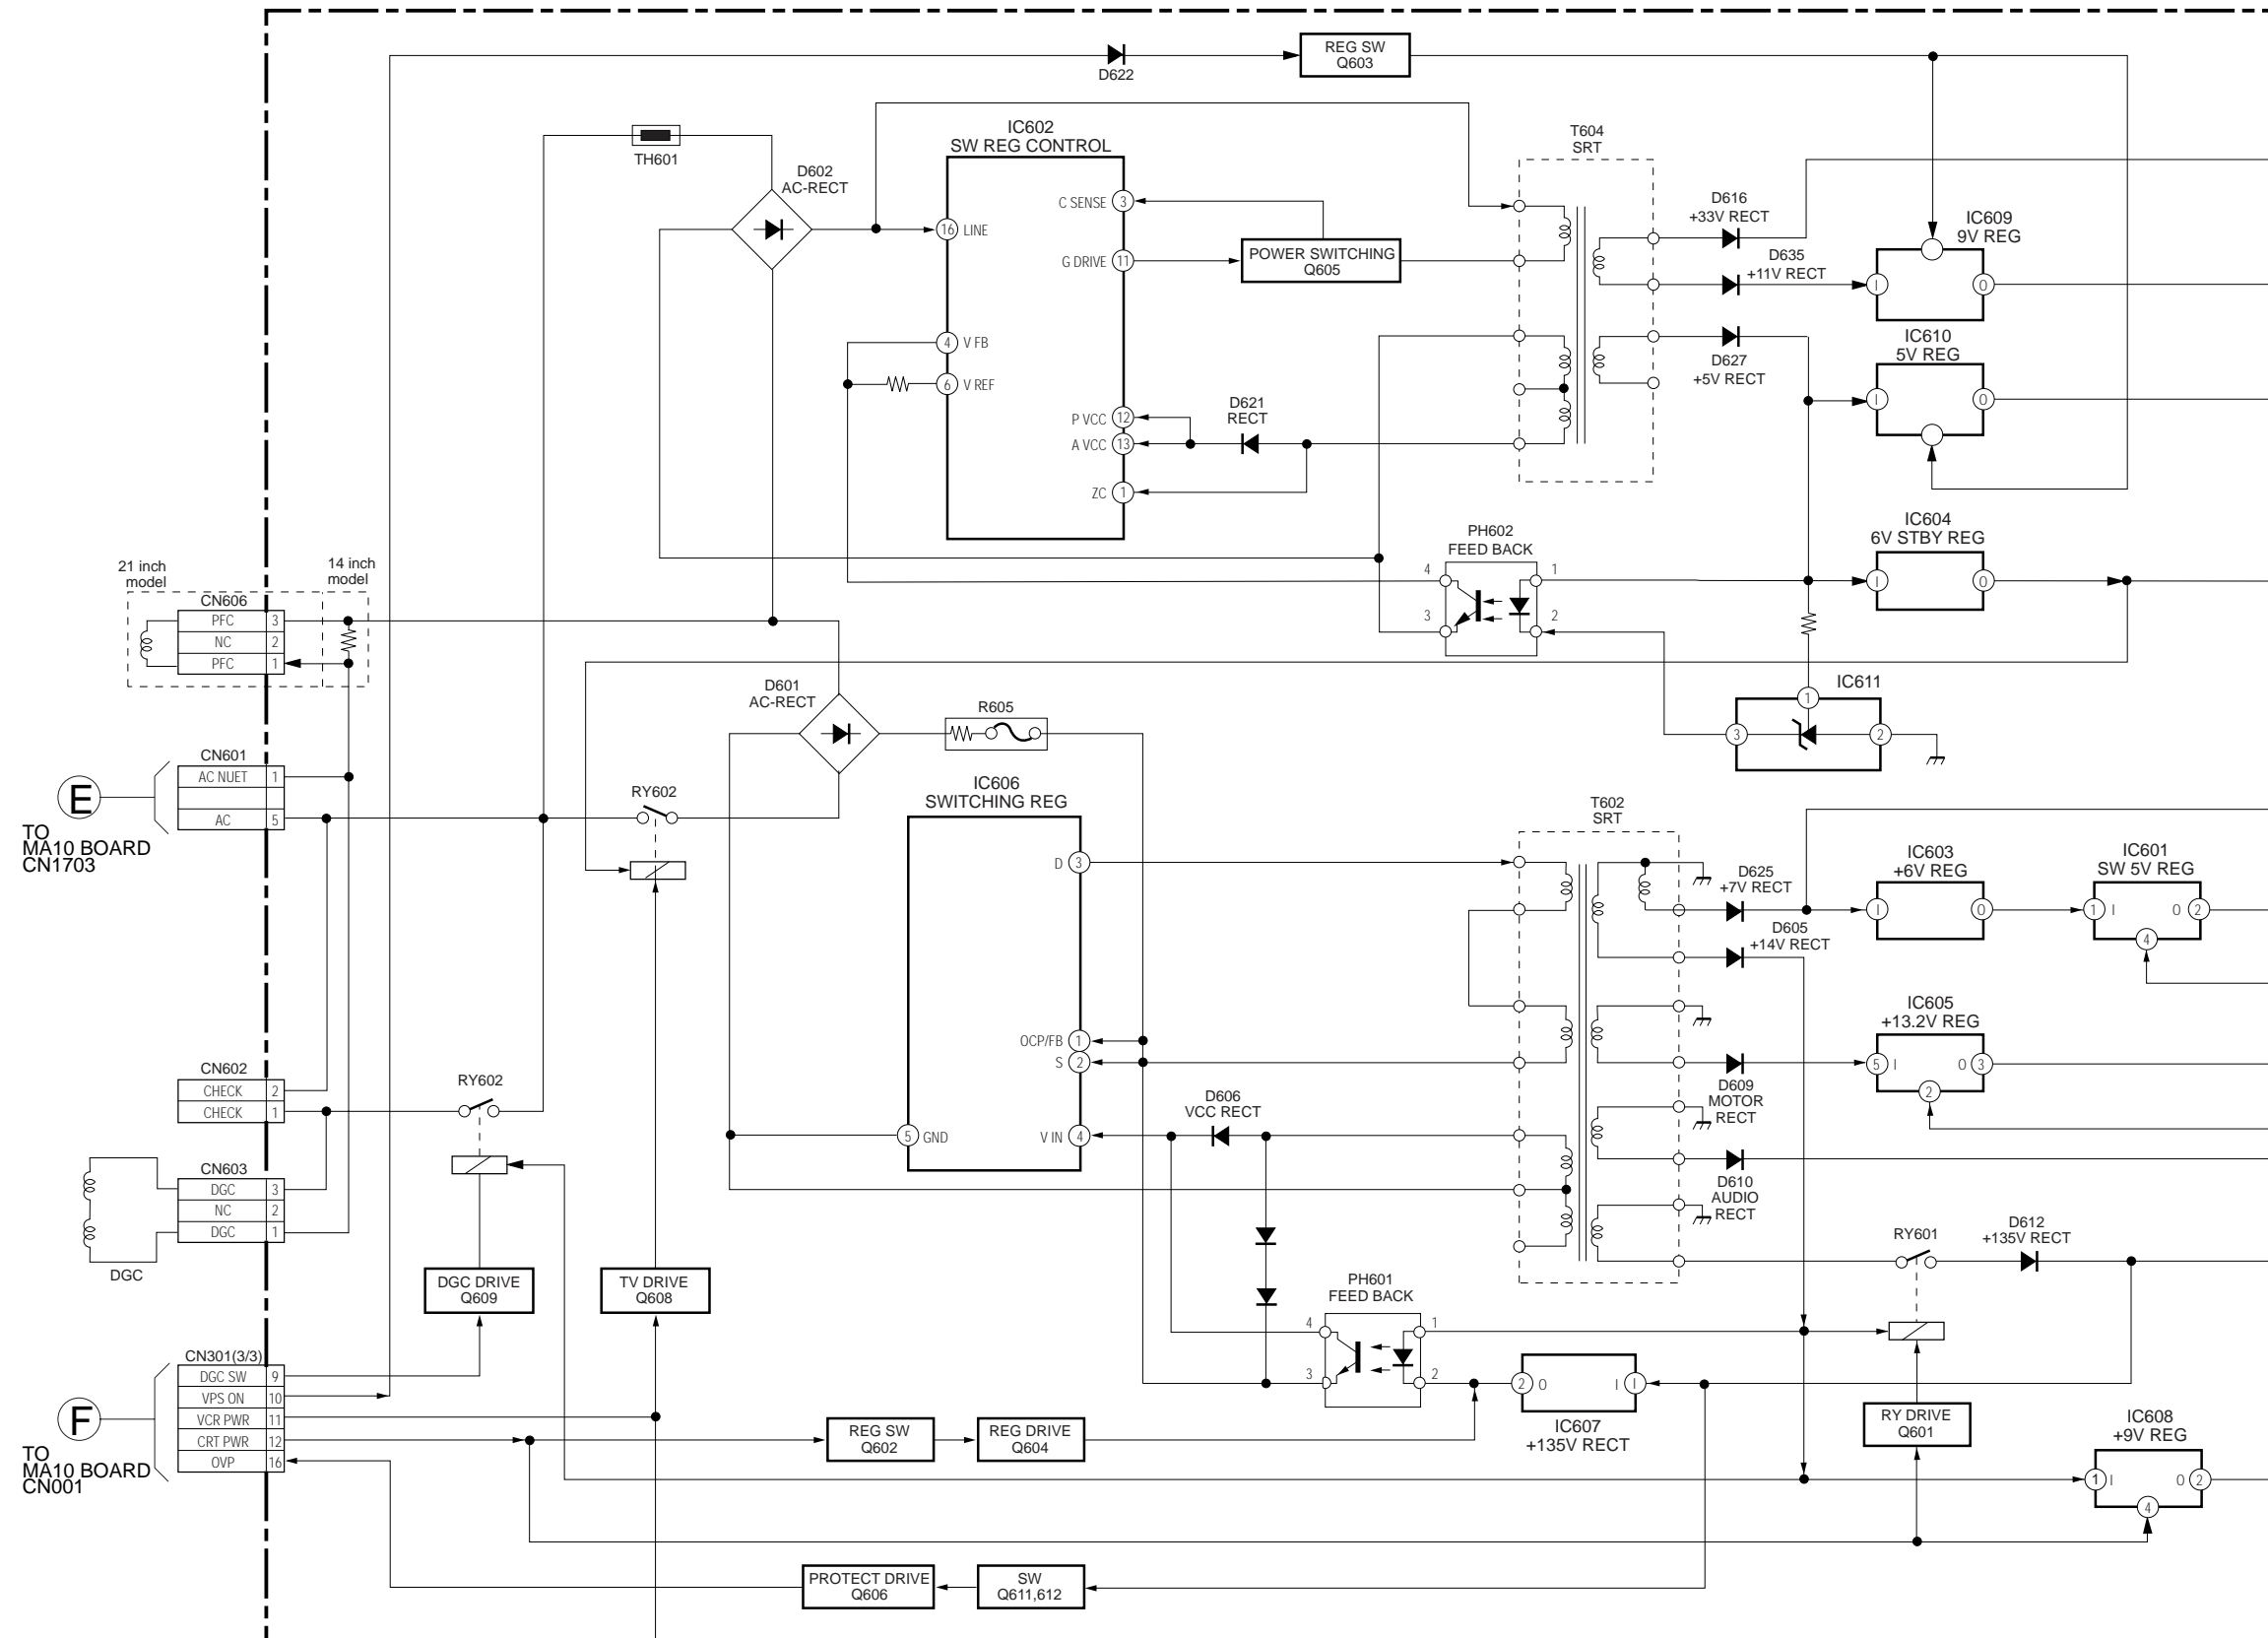 D622
REG SW
Q603
TH601
D602
AC-RECT
IC602
SW REG CONTROL
C SENSE 3
16 LINE
G DRIVE 11
4 V FB
6 V REF
P VCC 12
A VCC 13
ZC 1
POWER SWITCHING
Q605
D621
RECT
T604
SRT
D616
+33V RECT
D635
+11V RECT
D627
+5V RECT
IC609
9V REG
I O
IC610
5V REG
I O
IC604
6V STBY REG
I O
PH602
FEED BACK
4 1
3 2
IC611
1
3 2
21 inch
model
14 inch
model
CN606
PFC 3
NC 2
PFC 1
D601
AC-RECT
R605
CN601
AC NUET 1
AC 5
E
TO
MA10 BOARD
CN1703
RY602
IC606
SWITCHING REG
D 3
OCP/FB 1
S 2
5 GND
V IN 4
D606
VCC RECT
T602
SRT
D625
+7V RECT
D605
+14V RECT
D609
MOTOR
RECT
D610
AUDIO
RECT
IC603
+6V REG
I O
IC601
SW 5V REG
1 I O 2
4
IC605
+13.2V REG
5 I O 3
2
CN602
CHECK 2
CHECK 1
RY602
CN603
DGC 3
NC 2
DGC 1
DGC
DGC DRIVE
Q609
TV DRIVE
Q608
PH601
FEED BACK
4 1
3 2
RY601
D612
+135V RECT
2 O I I
IC607
+135V RECT
RY DRIVE
Q601
IC608
+9V REG
1 I O 2
4
CN301(3/3)
DGC SW 9
VPS ON 10
VCR PWR 11
CRT PWR 12
OVP 16
F
TO
MA10 BOARD
CN001
REG SW
Q602
REG DRIVE
Q604
PROTECT DRIVE
Q606
SW
Q611,612